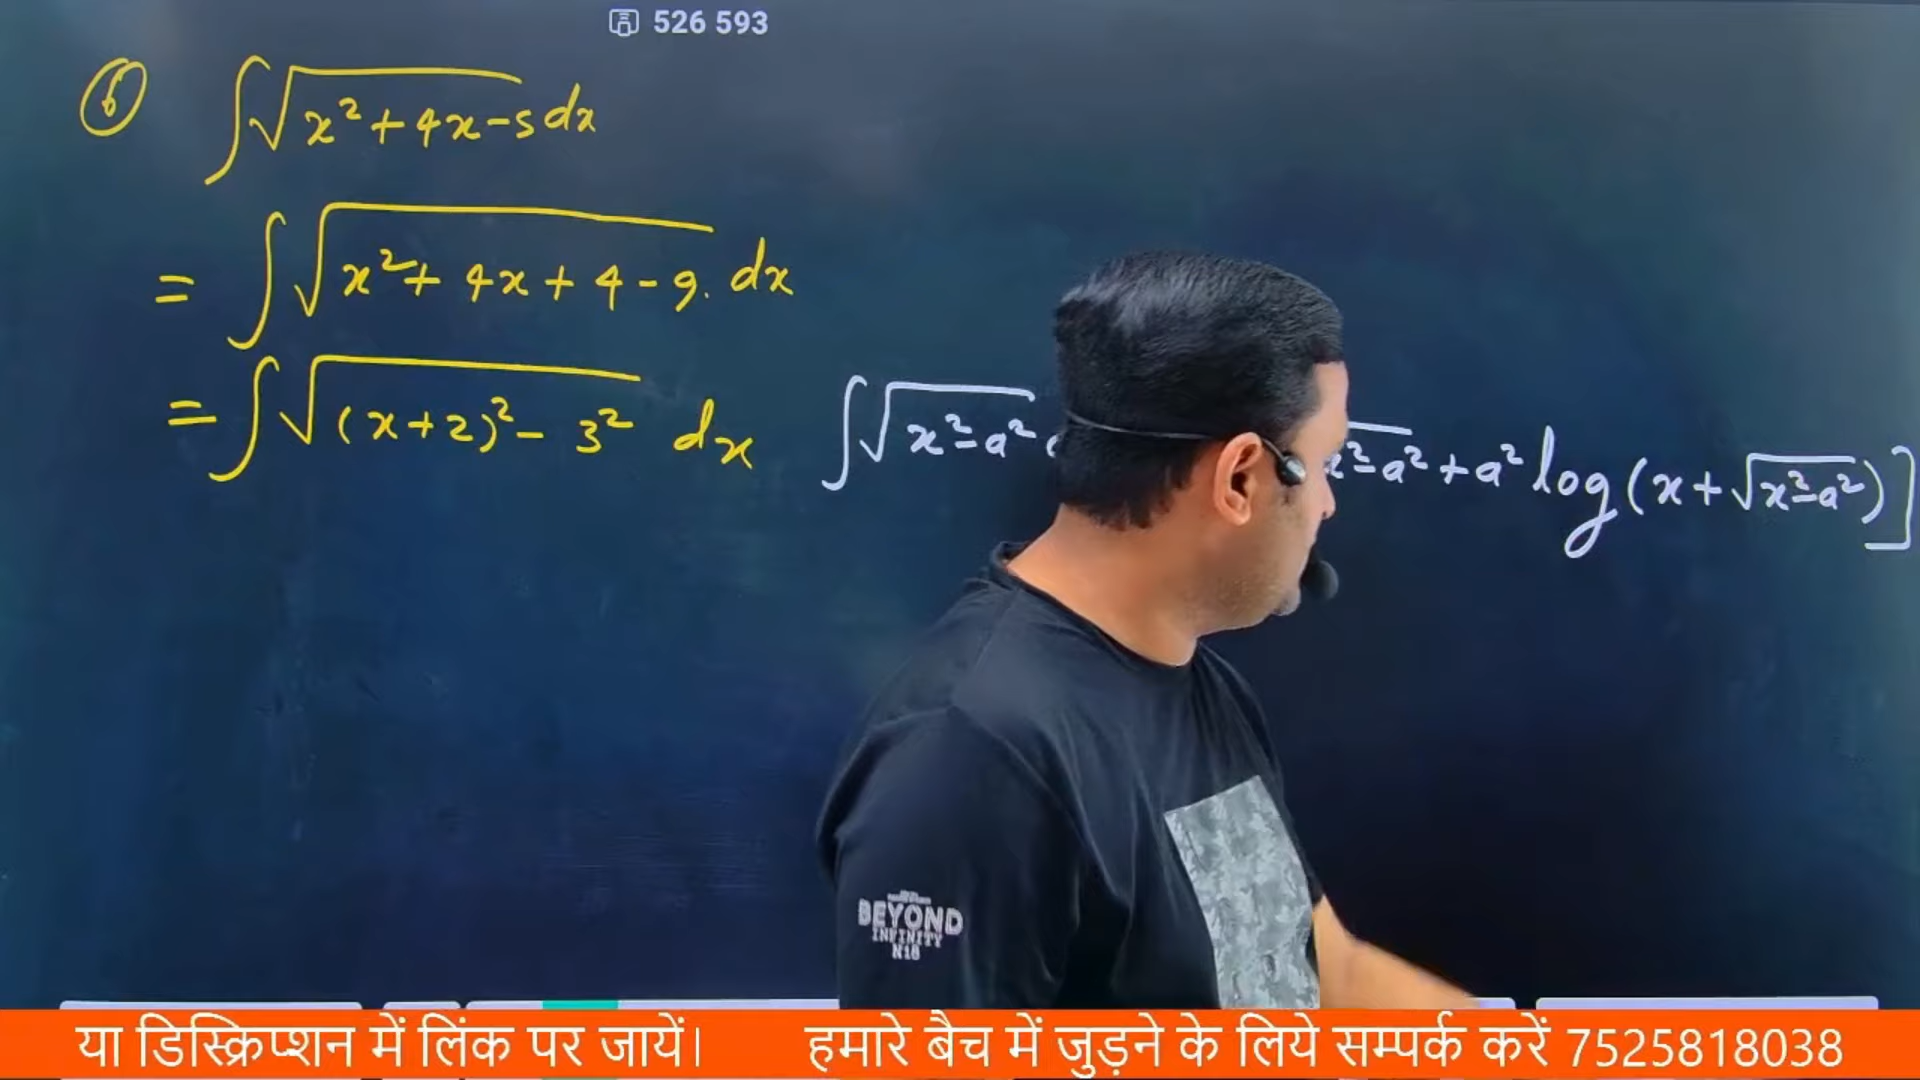 526 593
6 ∫√x²+4x-5 dx
= ∫√x²+4x+4-9. dx
= ∫√(x+2)²-3² dx
∫√x²-a² x²-a² + a² log(x+√x²-a²)]
BEYOND
INFINITY
N18
या डिस्क्रिप्शन में लिंक पर जायें। हमारे बैच में जुड़ने के लिये सम्पर्क करें 7525818038